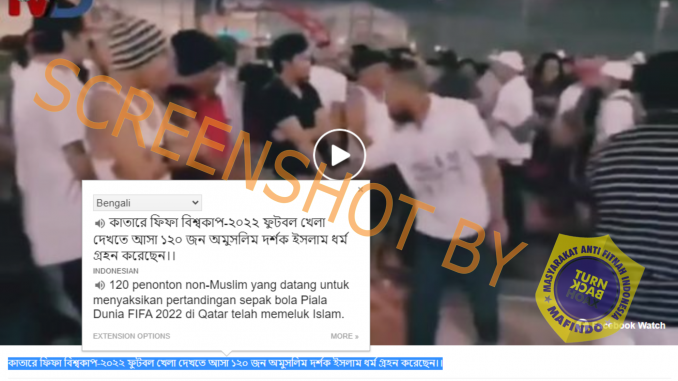 SCREENSHOT BY
Bengali
কাতারে ফিফা বিশ্বকাপ-২০২২ ফুটবল খেলা
দেখতে আসা ১২০ জন অমুসলিম দর্শক ইসলাম ধর্ম
গ্রহন করেছেন।।
INDONESIAN
120 penonton non-Muslim yang datang untuk
menyaksikan pertandingan sepak bola Piala
Dunia FIFA 2022 di Qatar telah memeluk Islam.
EXTENSION OPTIONS
MORE »
MASYARAKAT ANTI FITNAH INDONESIA
TURN
BACK
HOAX
MAFINDO
cebook Watch
কাতারে ফিফা বিশ্বকাপ-২০২২ ফুটবল খেলা দেখতে আসা ১২০ জন অমুসলিম দর্শক ইসলাম ধর্ম গ্রহন করেছেন।।